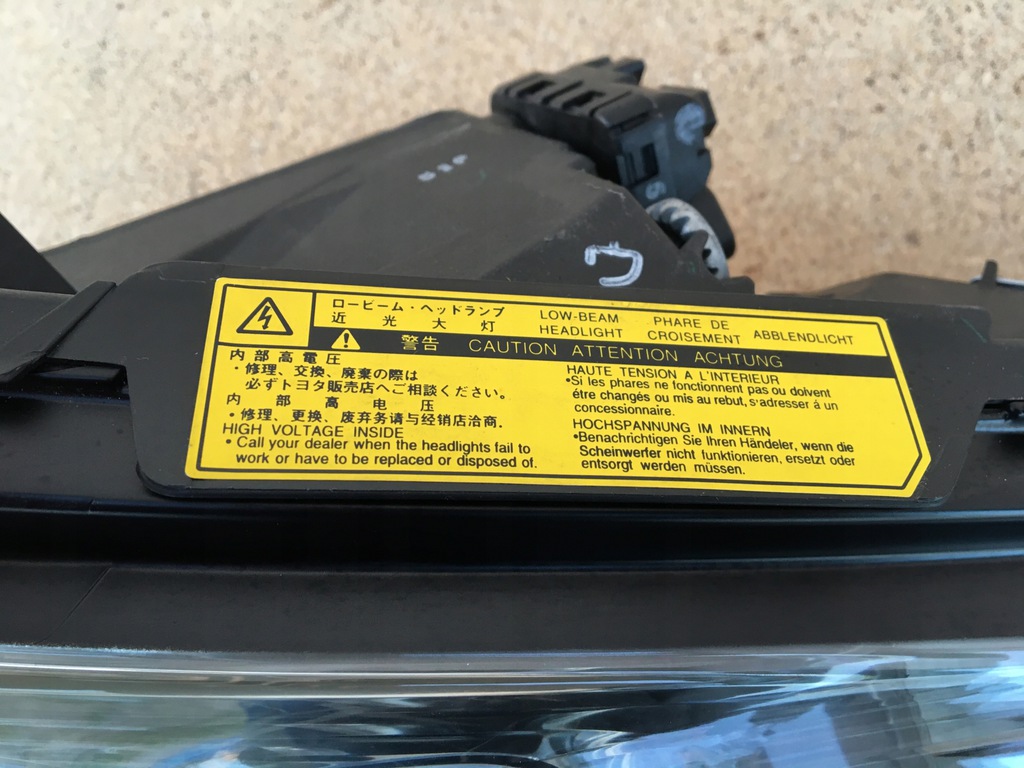 ロービーム・ヘッドランプ
近光大灯
LOW-BEAM HEADLIGHT
PHARE DE CROISEMENT
ABBLENDLICHT
警告 CAUTION ATTENTION ACHTUNG
内部高電圧
・修理、交換、廃棄の際は
必ずトヨタ販売店へご相談ください。
内部高电压
・修理、更换、废弃务请与经销店洽商.
HIGH VOLTAGE INSIDE
• Call your dealer when the headlights fail to
work or have to be replaced or disposed of.
HAUTE TENSION A L'INTERIEUR
•Si les phares ne fonctionnent pas ou doivent
être changés ou mis au rebut, s'adresser à un
concessionnaire.
HOCHSPANNUNG IM INNERN
•Benachrichtigen Sie Ihren Händeler, wenn die
Scheinwerfer nicht funktionieren, ersetzt oder
entsorgt werden müssen.